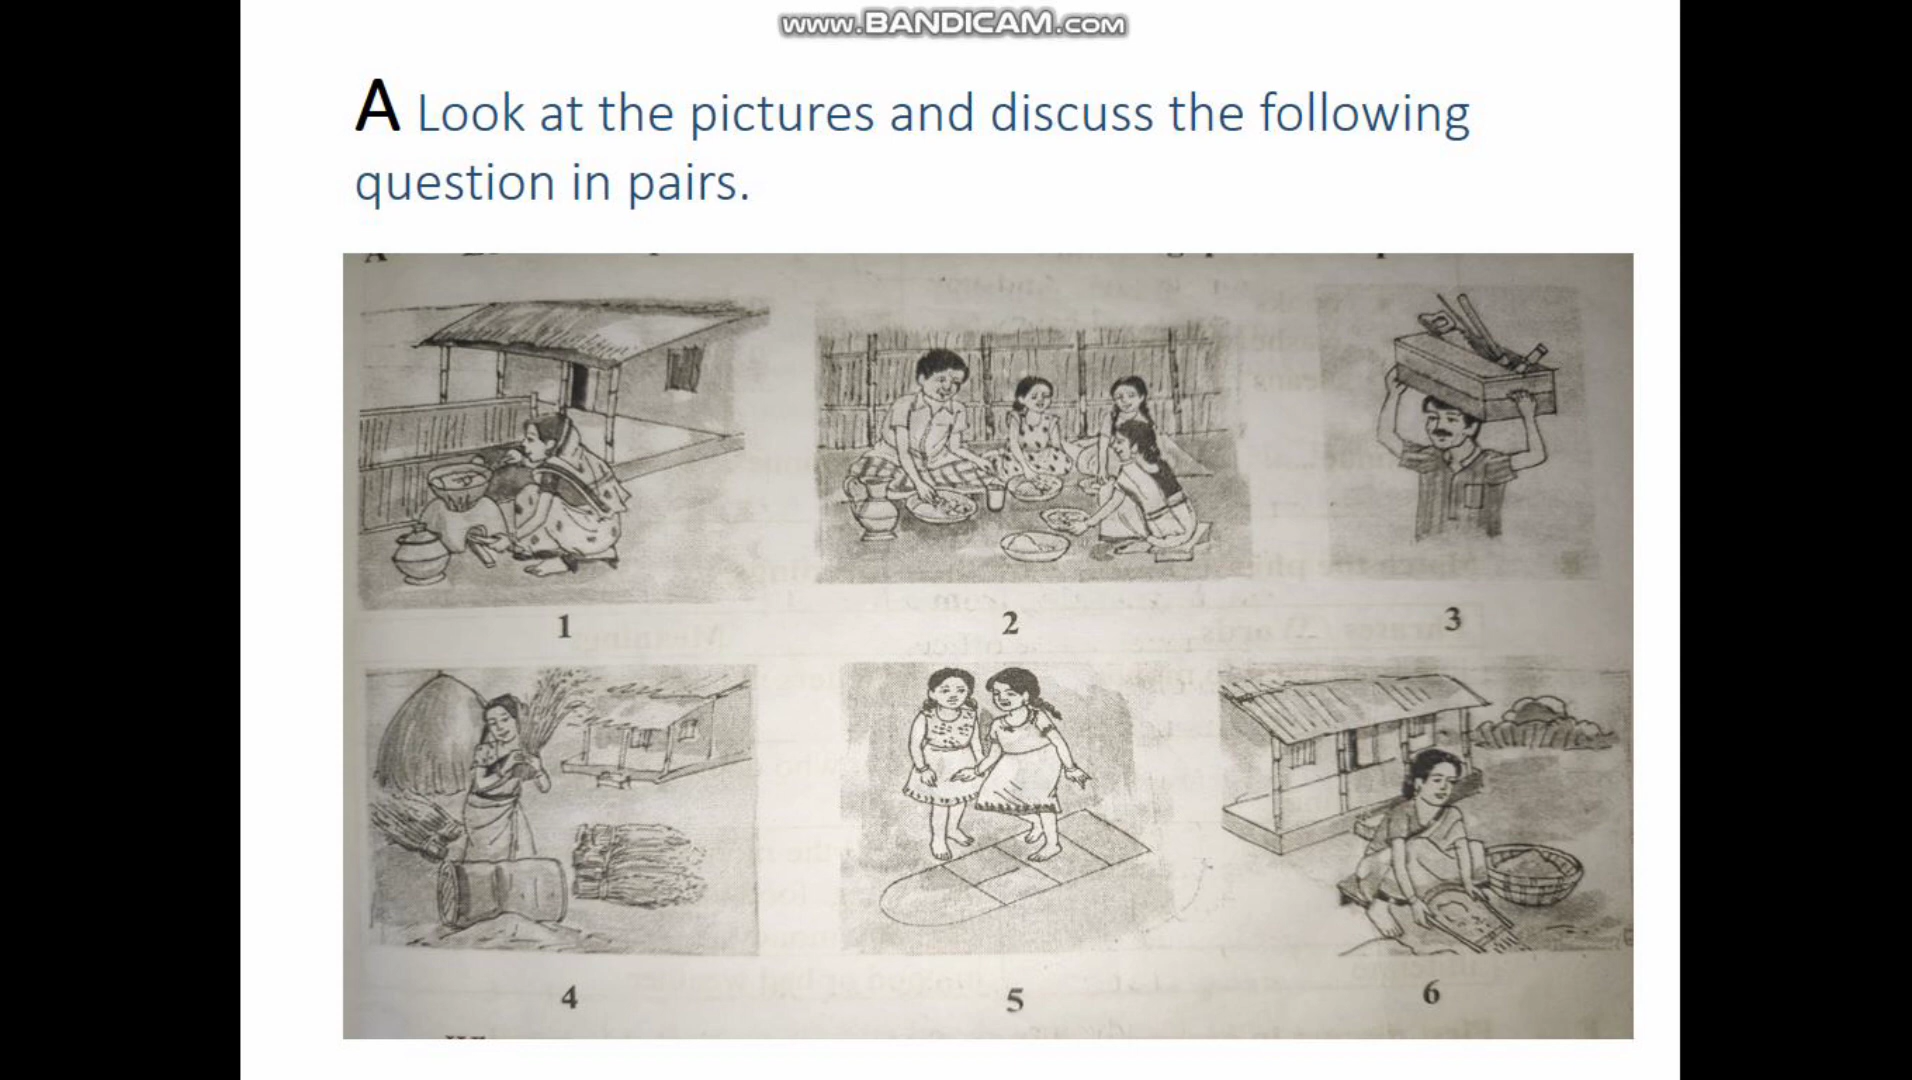 www.BANDICAM.com
A Look at the pictures and discuss the following
question in pairs.
A
1
2
3
4
5
6